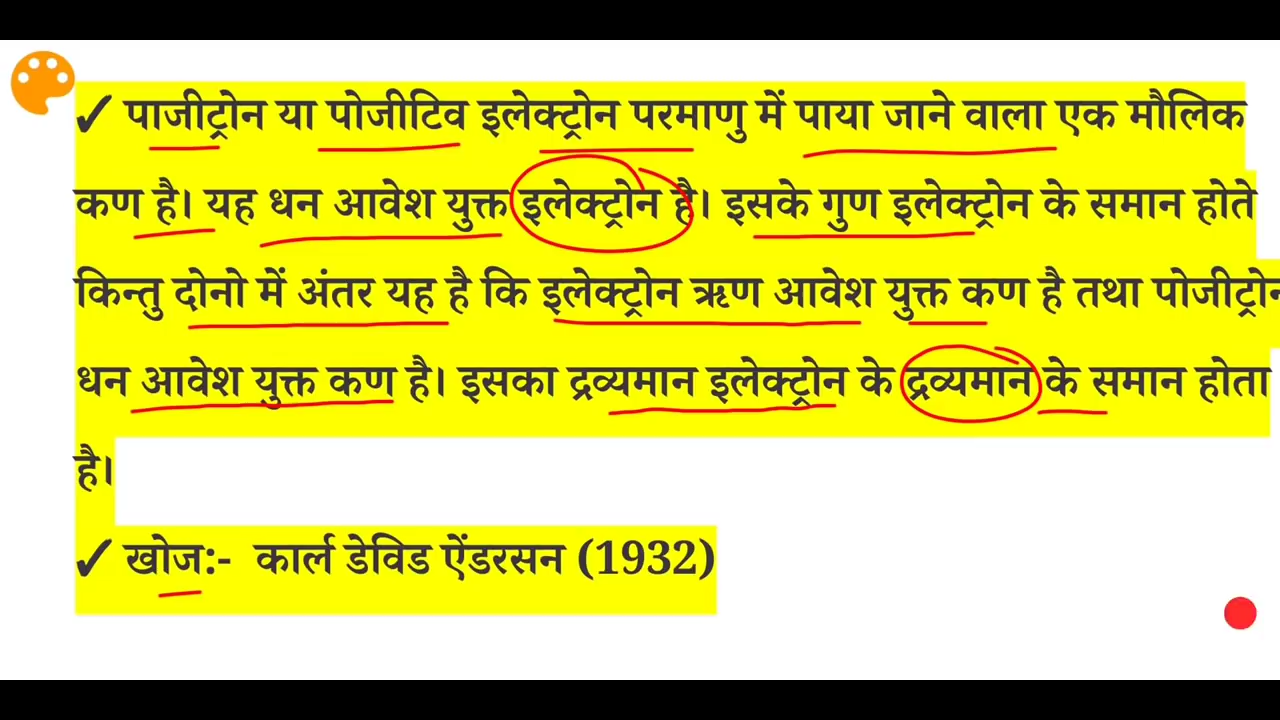 ✓ पाजीट्रोन या पोजीटिव इलेक्ट्रोन परमाणु में पाया जाने वाला एक मौलिक
कण है। यह धन आवेश युक्त इलेक्ट्रोन है। इसके गुण इलेक्ट्रोन के समान होते
किन्तु दोनो में अंतर यह है कि इलेक्ट्रोन ऋण आवेश युक्त कण है तथा पोजीट्रोन
धन आवेश युक्त कण है। इसका द्रव्यमान इलेक्ट्रोन के द्रव्यमान के समान होता
है।
✓ खोज:- कार्ल डेविड ऐंडरसन (1932)